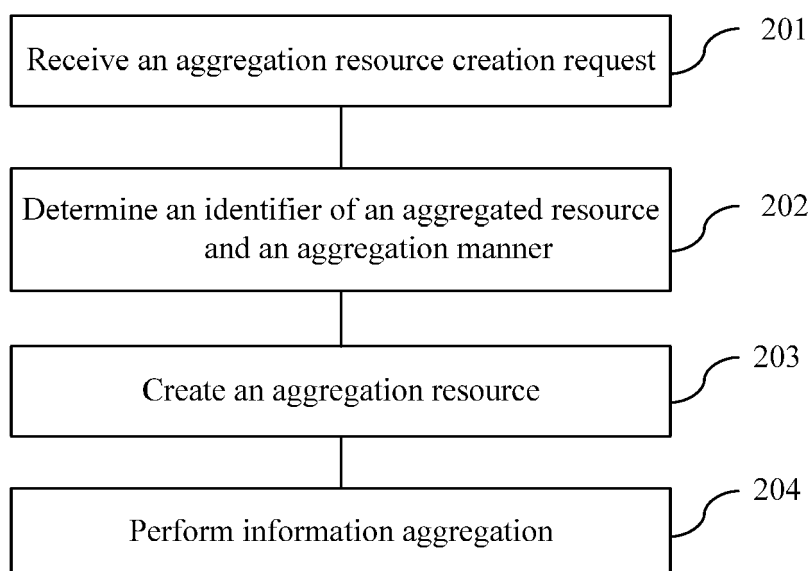 201
Receive an aggregation resource creation request
Determine an identifier of an aggregated resource
202
and an aggregation manner
203
Create an aggregation resource
204
Perform information aggregation